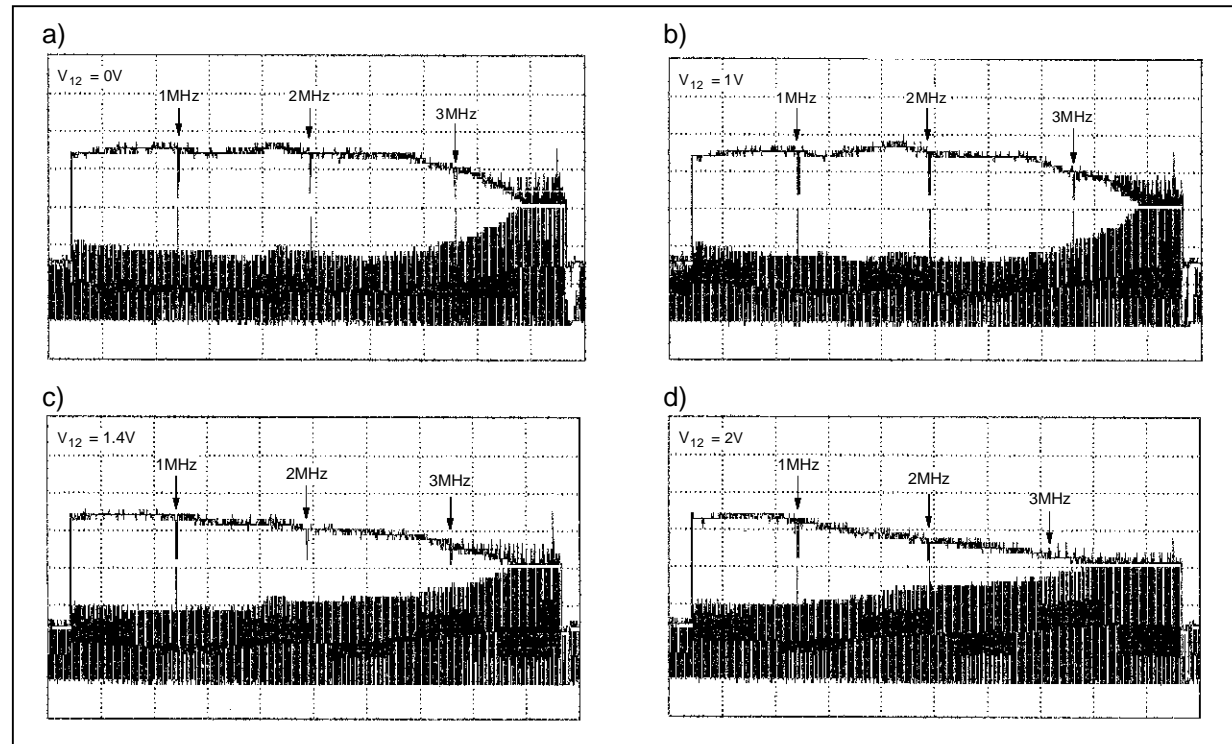 a)
V12 = 0V
1MHz
2MHz
3MHz
b)
V12 = 1V
1MHz
2MHz
3MHz
c)
V12 = 1.4V
1MHz
2MHz
3MHz
d)
V12 = 2V
1MHz
2MHz
3MHz